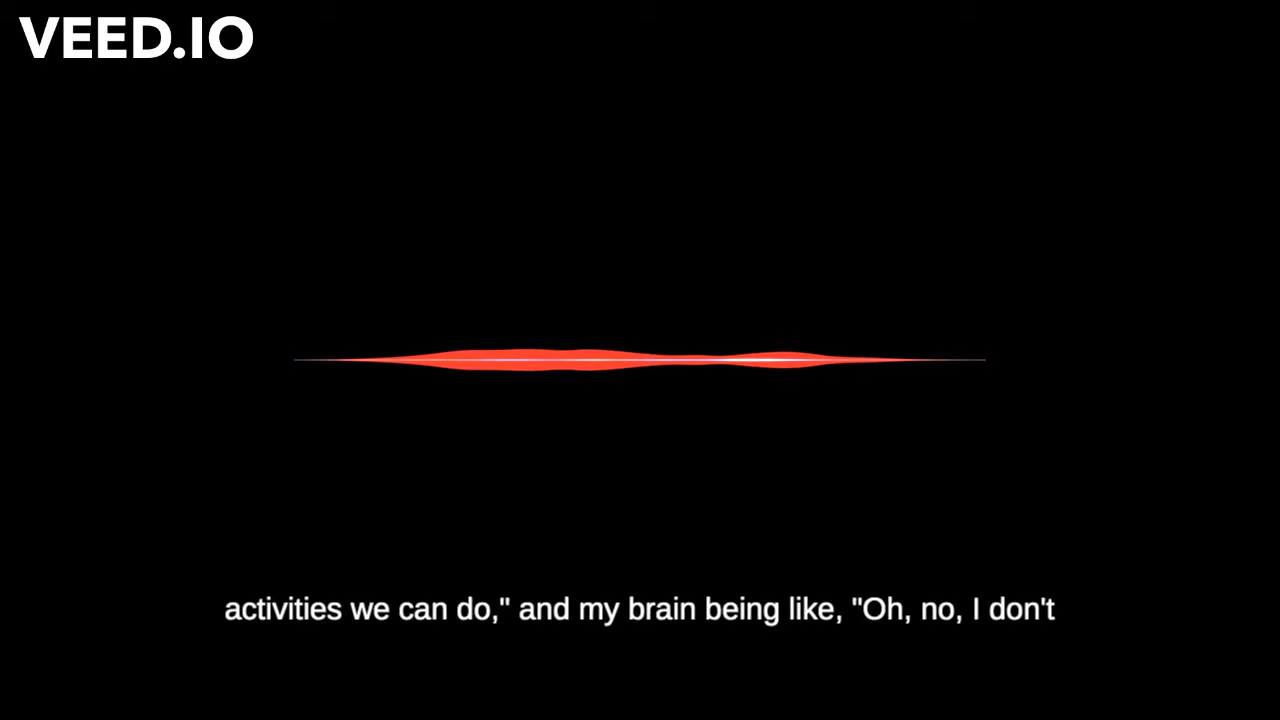 VEED.IO
activities we can do," and my brain being like, "Oh, no, I don't